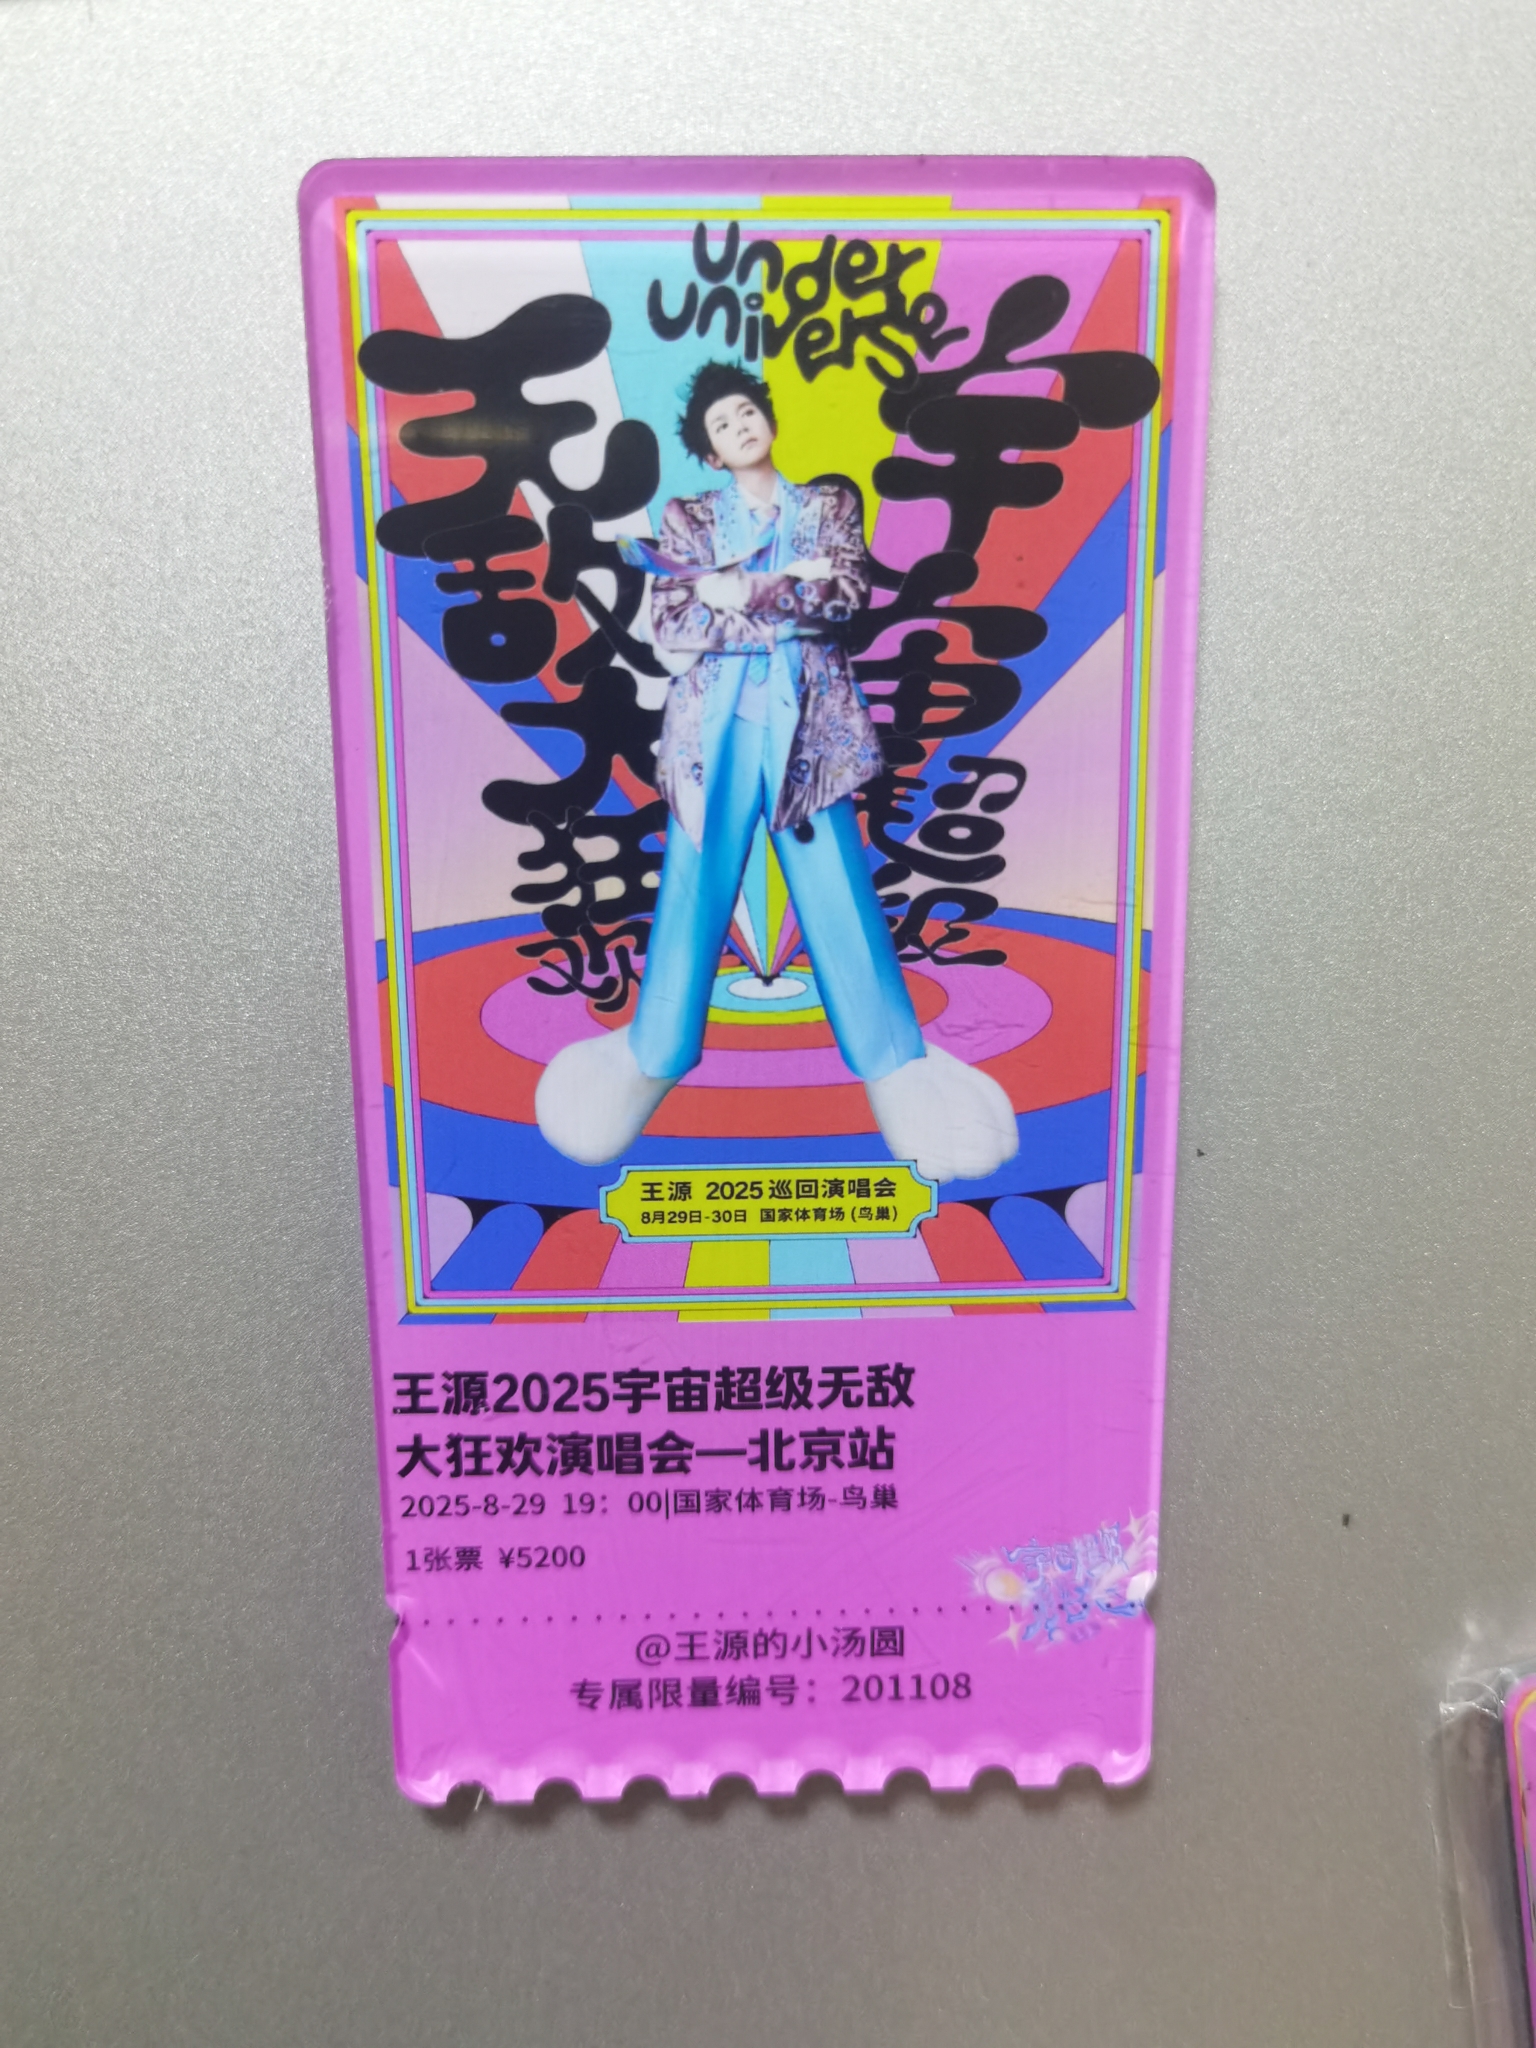 Under
Universe
宇宙超级
无敌大狂欢
王源 2025巡回演唱会
8月29日-30日 国家体育场(鸟巢)
王源2025宇宙超级无敌
大狂欢演唱会—北京站
2025-8-29 19：00|国家体育场-鸟巢
1张票 ¥5200
@王源的小汤圆
专属限量编号：201108